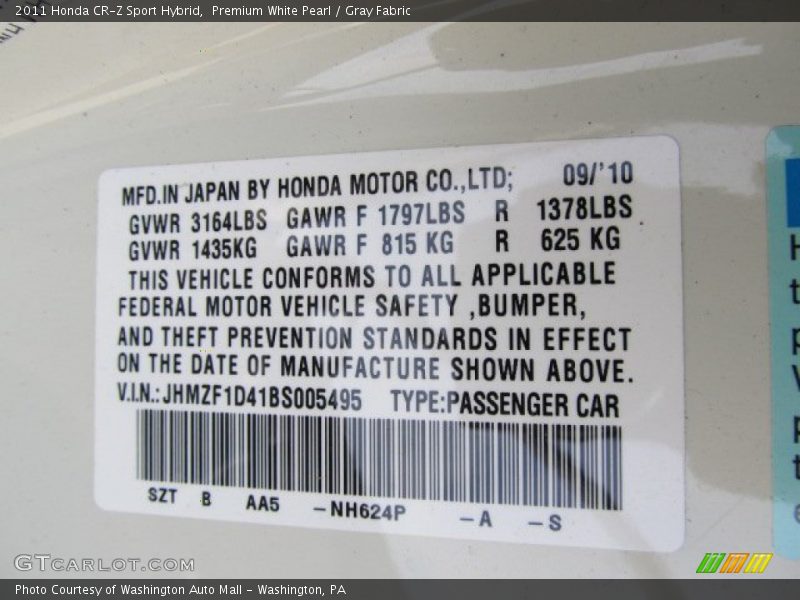 2011 Honda CR-Z Sport Hybrid,  Premium White Pearl / Gray Fabric
MFD.IN JAPAN BY HONDA MOTOR CO.,LTD; 09/'10
GVWR 3164LBS GAWR F 1797LBS R 1378LBS
GVWR 1435KG GAWR F 815 KG R 625 KG
THIS VEHICLE CONFORMS TO ALL APPLICABLE
FEDERAL MOTOR VEHICLE SAFETY ,BUMPER,
AND THEFT PREVENTION STANDARDS IN EFFECT
ON THE DATE OF MANUFACTURE SHOWN ABOVE.
V.I.N.:JHMZF1D41BS005495 TYPE:PASSENGER CAR
SZT B AA5 -NH624P -A -S
GTCARLOT.COM
Photo Courtesy of Washington Auto Mall - Washington, PA